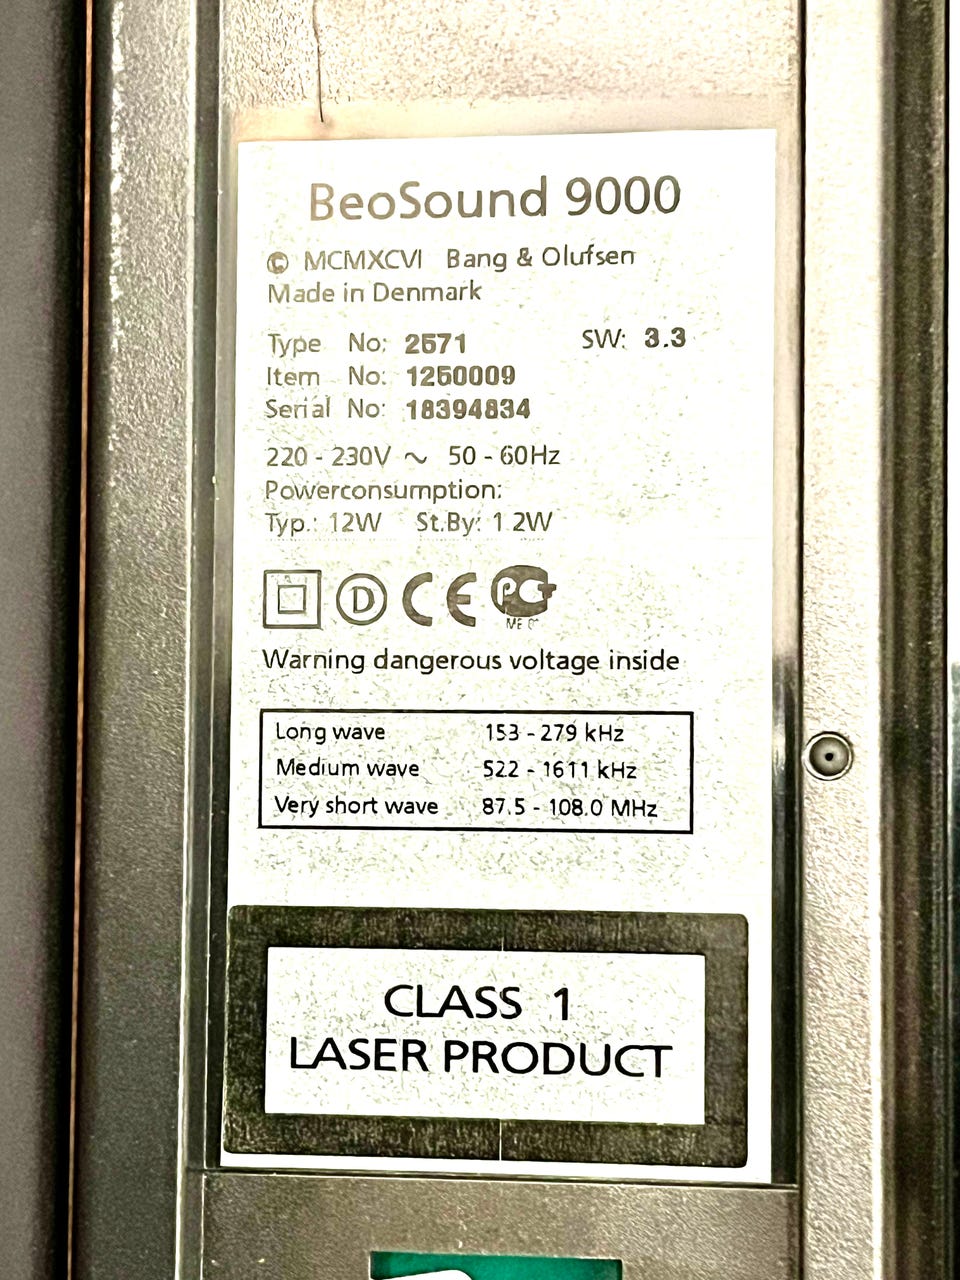 BeoSound 9000
© MCMXCVI Bang & Olufsen
Made in Denmark
Type No: 2571 SW: 3.3
Item No: 1250009
Serial No: 18394834
220 - 230V ~ 50 - 60Hz
Powerconsumption:
Typ.: 12W St.By: 1.2W
D CE
Warning dangerous voltage inside
Long wave 153 - 279 kHz
Medium wave 522 - 1611 kHz
Very short wave 87.5 - 108.0 MHz
CLASS 1
LASER PRODUCT